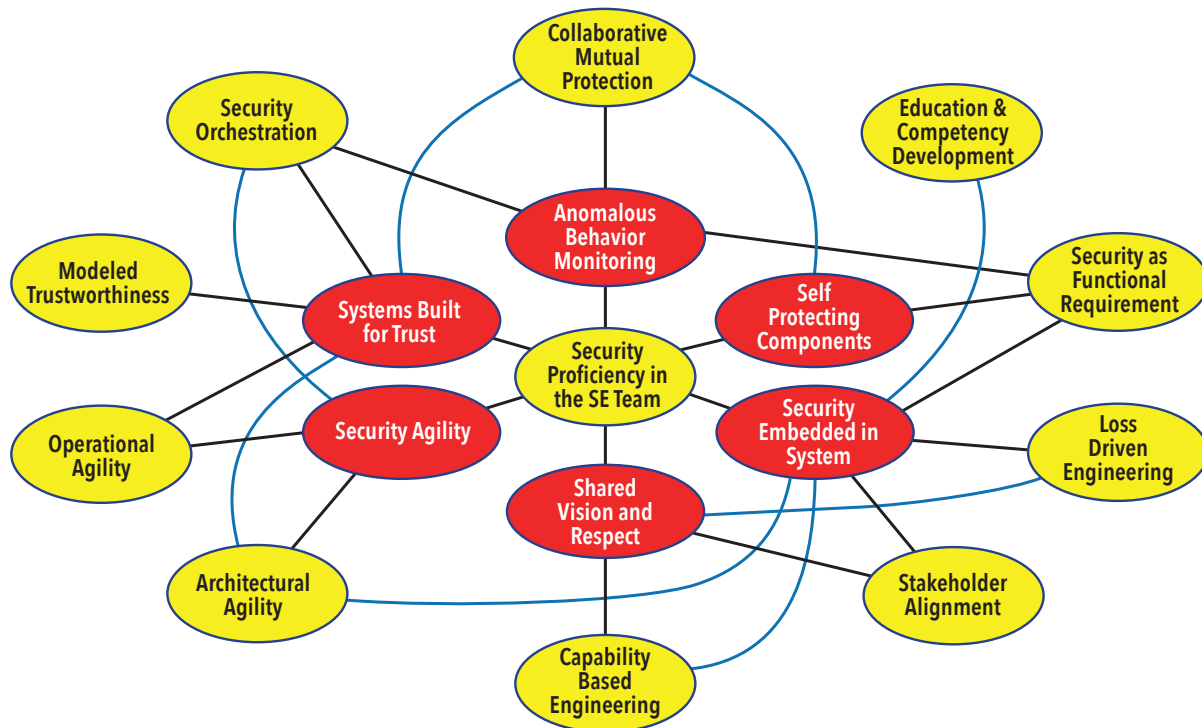 Collaborative
Mutual
Protection
Security
Orchestration
Education &
Competency
Development
Anomalous
Behavior
Monitoring
Modeled
Trustworthiness
Security as
Functional
Requirement
Systems Built
for Trust
Self
Protecting
Components
Security
Proficiency in
the SE Team
Operational
Agility
Security Agility
Security
Embedded in
System
Loss
Driven
Engineering
Shared
Vision and
Respect
Architectural
Agility
Stakeholder
Alignment
Capability
Based
Engineering